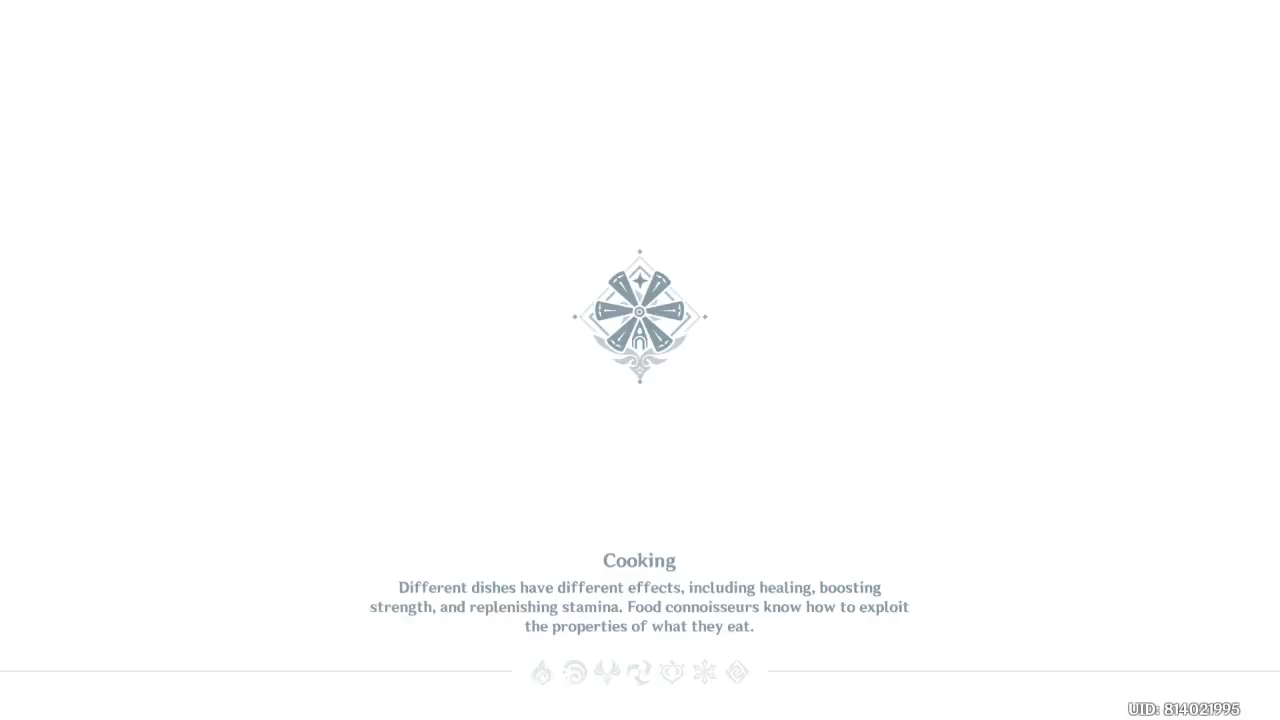 Cooking
Different dishes have different effects, including healing, boosting
strength, and replenishing stamina. Food connoisseurs know how to exploit
the properties of what they eat.
UID: 814021995